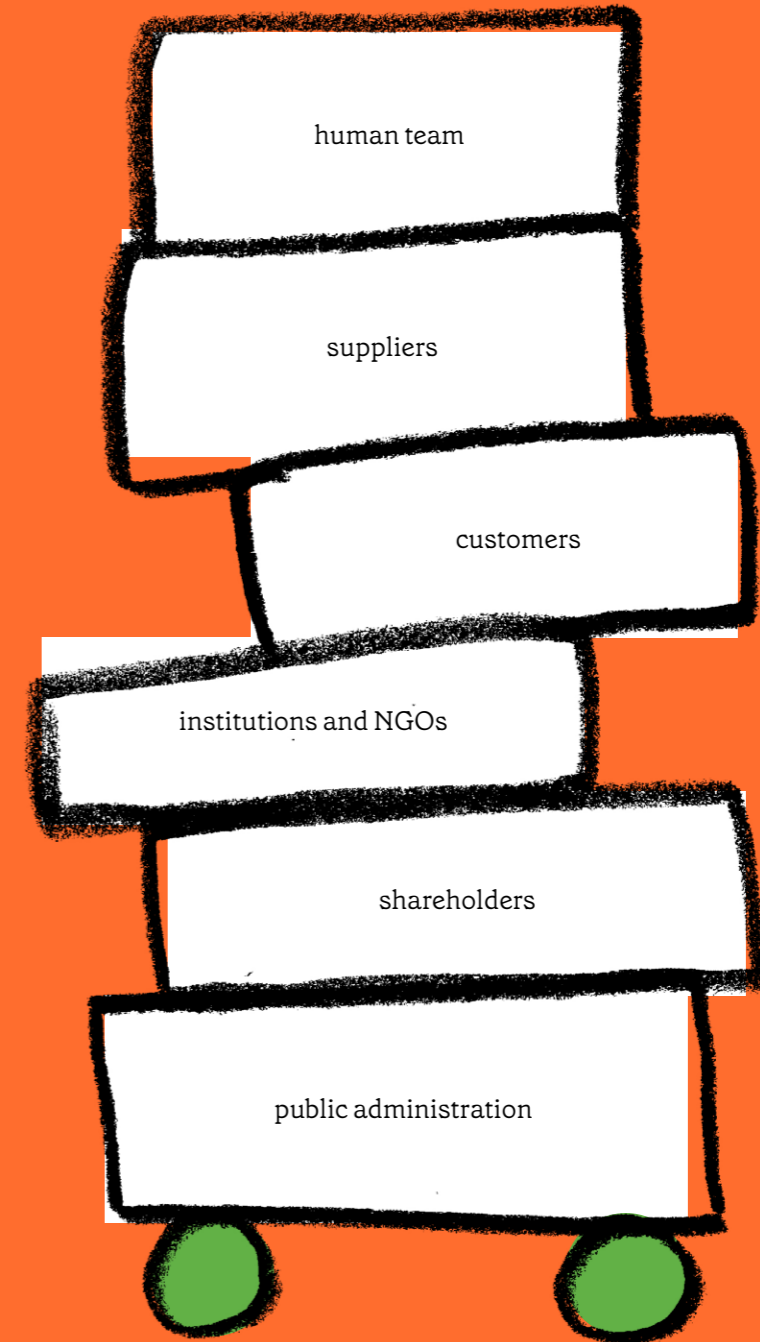 human team
suppliers
customers
institutions and NGOs
shareholders
public administration